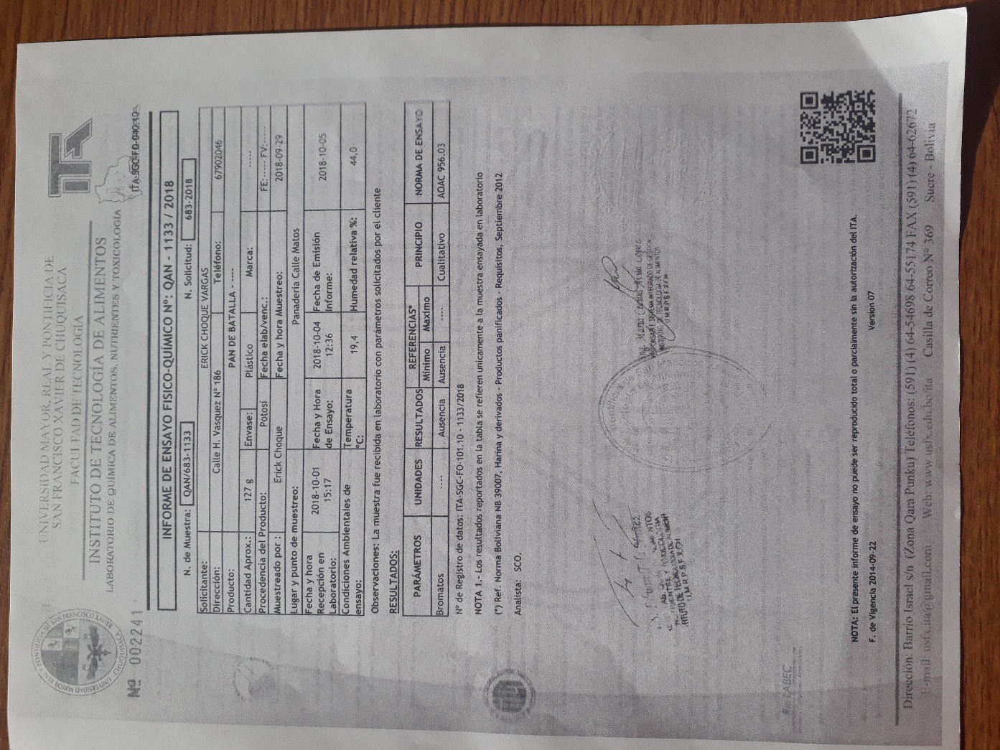 UNIVERSIDAD MAYOR, REAL Y PONTIFICIA DE
SAN FRANCISCO XAVIER DE CHUQUISACA
FACULTAD DE TECNOLOGÍA
INSTITUTO DE TECNOLOGÍA DE ALIMENTOS
LABORATORIO DE QUÍMICA DE ALIMENTOS, NUTRIENTES Y TOXICOLOGÍA
ITA
Nº 002241
ITA-SGC-FO-040:10
INFORME DE ENSAYO FISICO-QUÍMICO Nº: QAN - 1133 / 2018
N. de Muestra: QAN/683-1133 N. Solicitud: 683-2018
Solicitante: ERICK CHOQUE VARGAS
Dirección: Calle H. Vasquez Nº 186 Teléfono: 67902046
Producto: PAN DE BATALLA - ----
Cantidad Aprox.: 127 g Envase: Plástico Marca: -----
Procedencia del Producto: Potosí Fecha elab/venc.: FE:----- FV:------
Muestreado por : Erick Choque Fecha y hora Muestreo: 2018-09-29
Lugar y punto de muestreo: Panadería Calle Matos
Fecha y hora Recepción en Laboratorio: 2018-10-01 15:17 Fecha y Hora de Ensayo: 2018-10-04 12:36 Fecha de Emisión Informe: 2018-10-05
Condiciones Ambientales de ensayo: Temperatura °C: 19,4 Humedad relativa %: 44,0
Observaciones: La muestra fue recibida en laboratorio con parámetros solicitados por el cliente
RESULTADOS:
PARÁMETROS UNIDADES RESULTADOS REFERENCIAS* PRINCIPIO NORMA DE ENSAYO
Mínimo Maximo
Bromatos ---- Ausencia Ausencia ---- Cualitativo AOAC 956.03
Nº de Registro de datos: ITA-SGC-FO-101.10 - 1133/2018
NOTA 1.- Los resultados reportados en la tabla se refieren unicamente a la muestra ensayada en laboratorio
(*) Ref. Norma Boliviana NB 39007, Harina y derivados - Productos panificados - Requisitos, Septiembre 2012
Analista: SCO.
U.M.R.P.S.F.X.CH
U.M.R.P.S.F.X.CH
LABEC
NOTA: El presente informe de ensayo no puede ser reproducido total o parcialmente sin la autorización del ITA.
F. de Vigencia 2014-09-22 Version 07
Dirección: Barrio Israel s/n (Zona Qara Punku) Teléfonos: (591) (4) 64-54698 64-55174 FAX (591) (4) 64-62672
E-mail: usfx.ita@gmail.com Web: www.usfx.edu.bo/ita Casilla de Correo Nº 369 Sucre – Bolivia